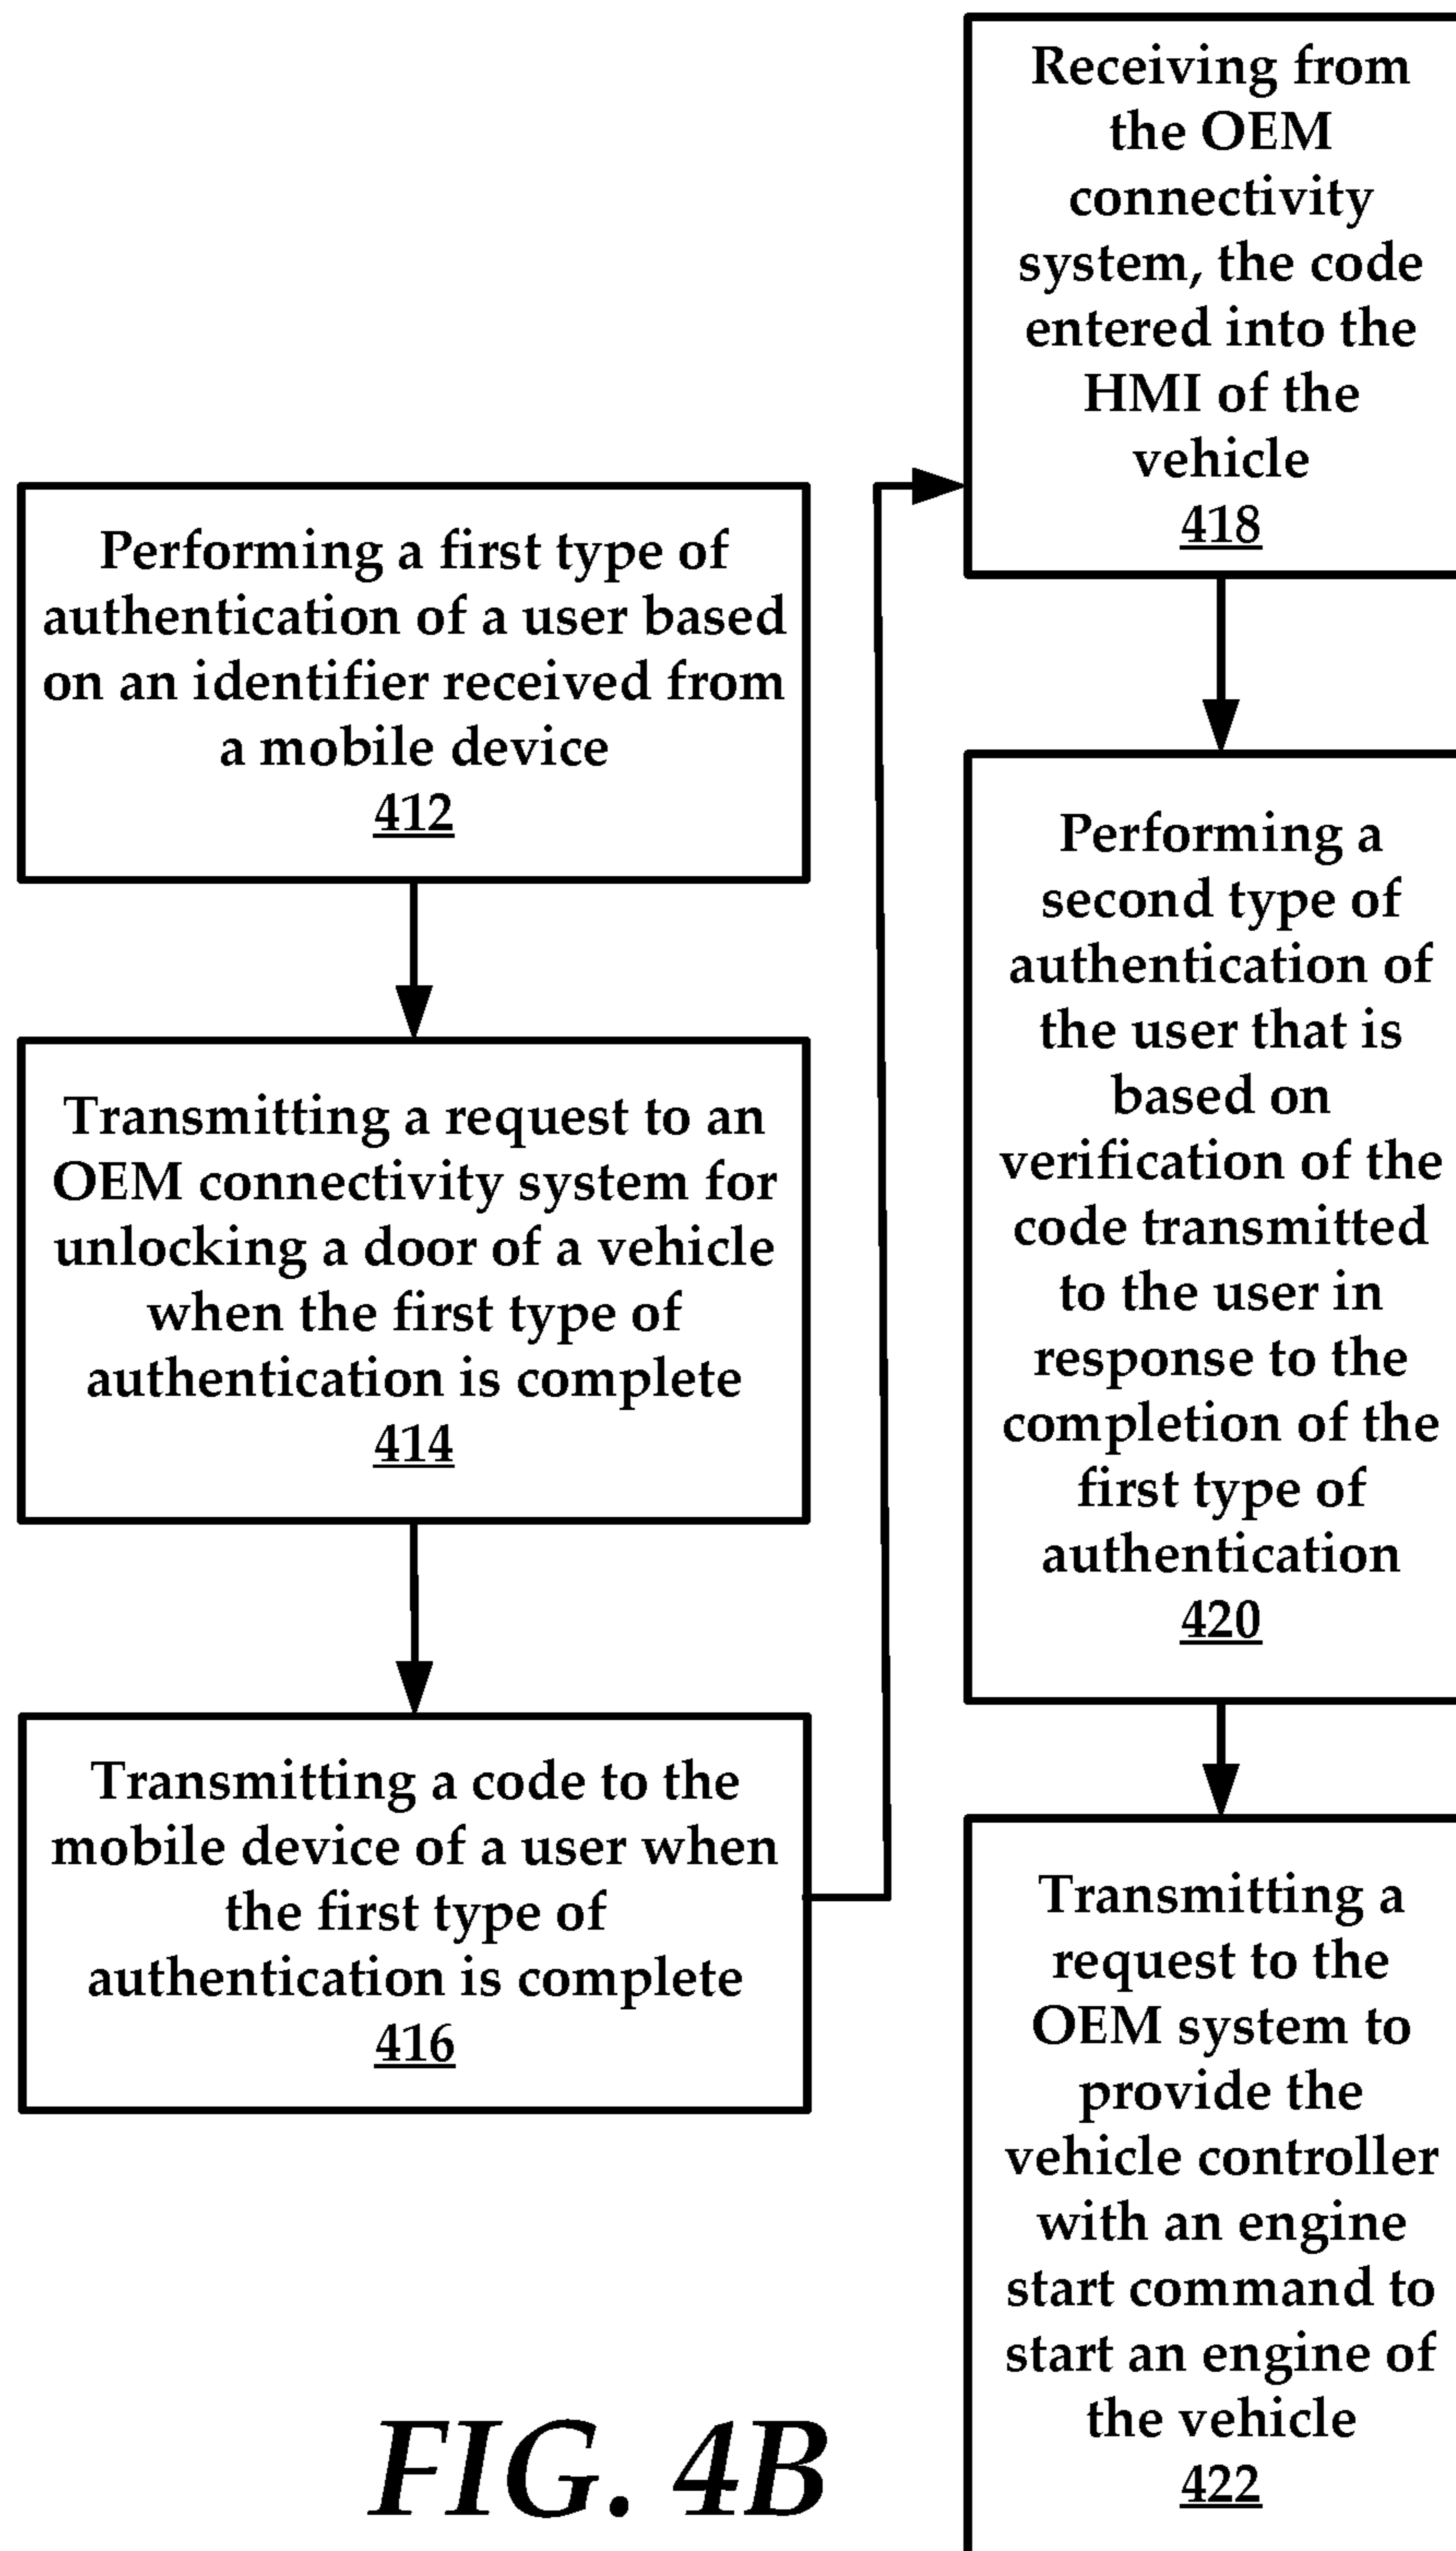 Performing a first type of
authentication of a user based
on an identifier received from
a mobile device
412
Transmitting a request to an
OEM connectivity system for
unlocking a door of a vehicle
when the first type of
authentication is complete
414
Transmitting a code to the
mobile device of a user when
the first type of
authentication is complete
416
Receiving from
the OEM
connectivity
system, the code
entered into the
HMI of the
vehicle
418
Performing a
second type of
authentication of
the user that is
based on
verification of the
code transmitted
to the user in
response to the
completion of the
first type of
authentication
420
Transmitting a
request to the
OEM system to
provide the
vehicle controller
with an engine
start command to
start an engine of
the vehicle
422
FIG. 4B